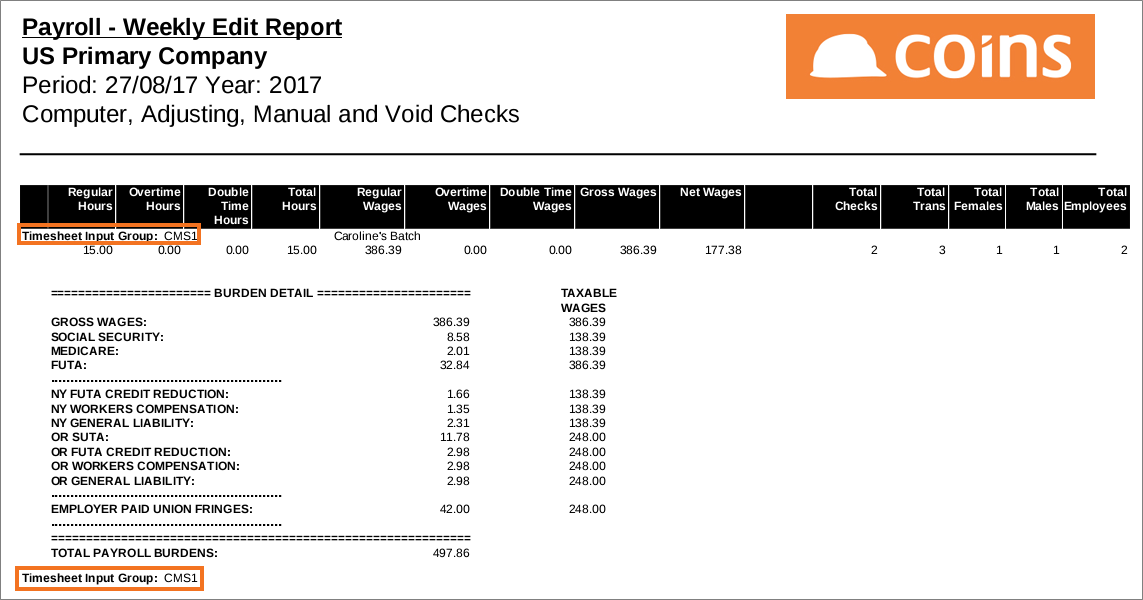 Payroll - Weekly Edit Report
US Primary Company
Period: 27/08/17 Year: 2017
Computer, Adjusting, Manual and Void Checks
coins
Regular Hours Overtime Hours Double Time Hours Total Hours Regular Wages Overtime Wages Double Time Wages Gross Wages Net Wages Total Checks Total Trans Total Females Total Males Total Employees
Timesheet Input Group: CMS1 Caroline's Batch
15.00 0.00 0.00 15.00 386.39 0.00 0.00 386.39 177.38 2 3 1 1 2
======================= BURDEN DETAIL ====================== TAXABLE
WAGES
GROSS WAGES: 386.39 386.39
SOCIAL SECURITY: 8.58 138.39
MEDICARE: 2.01 138.39
FUTA: 32.84 386.39
----------------------------------------------------------
NY FUTA CREDIT REDUCTION: 1.66 138.39
NY WORKERS COMPENSATION: 1.35 138.39
NY GENERAL LIABILITY: 2.31 138.39
OR SUTA: 11.78 248.00
OR FUTA CREDIT REDUCTION: 2.98 248.00
OR WORKERS COMPENSATION: 2.98 248.00
OR GENERAL LIABILITY: 2.98 248.00
----------------------------------------------------------
EMPLOYER PAID UNION FRINGES: 42.00 248.00
----------------------------------------------------------
============================================================
TOTAL PAYROLL BURDENS: 497.86
Timesheet Input Group: CMS1